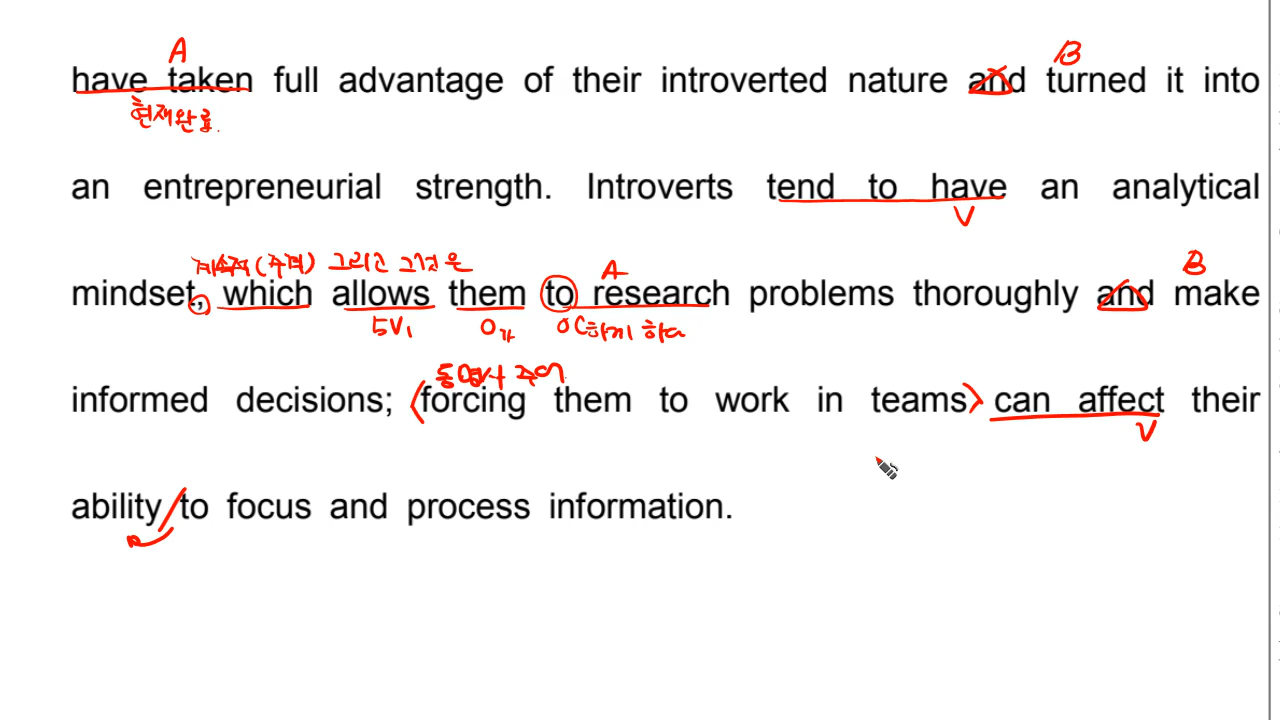 A B
have taken full advantage of their introverted nature and turned it into
현재완료.
an entrepreneurial strength. Introverts tend to have an analytical
V
계속적(주격) 그리고 그것은 A B
mindset, which allows them to research problems thoroughly and make
5V1 O가 OC하게 하다
동명사 주어
informed decisions; <forcing them to work in teams> can affect their
V
ability / to focus and process information.